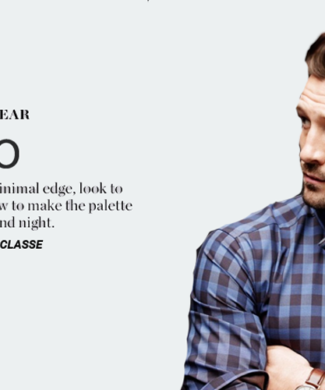 EAR
O
inimal edge, look to
w to make the palette
nd night.
CLASSE